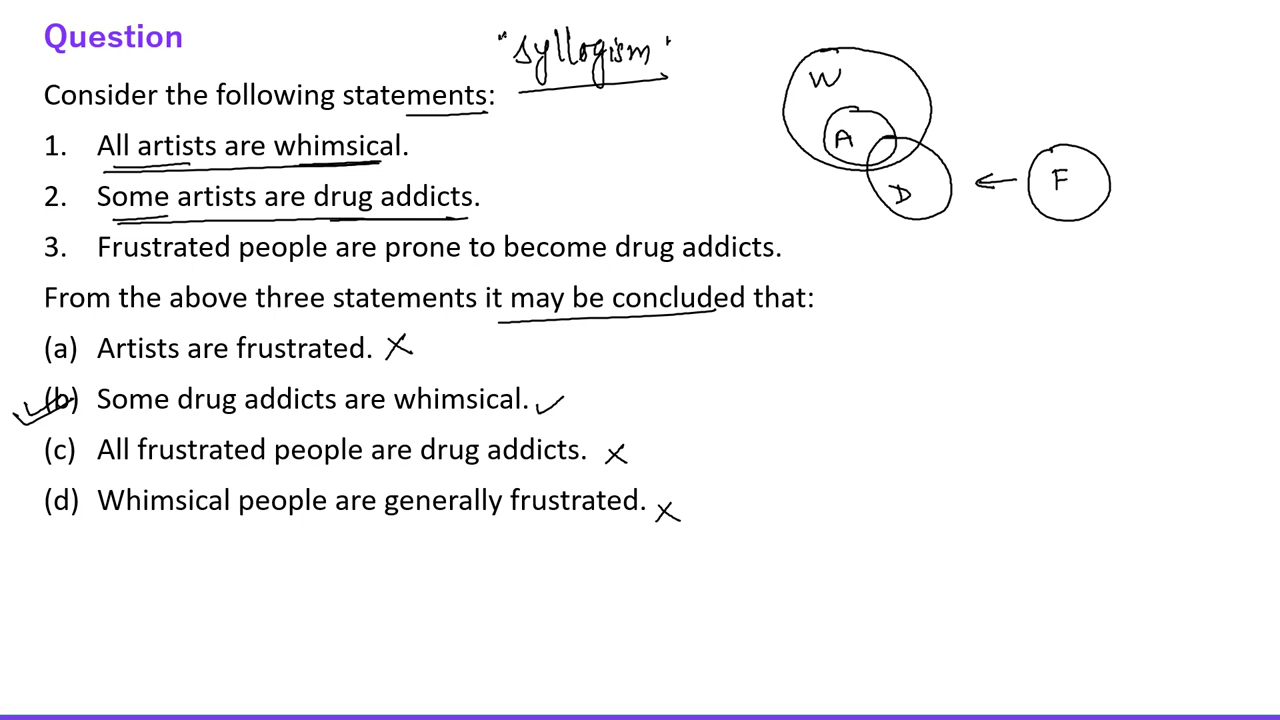 Question
"syllogism"
Consider the following statements:
1. All artists are whimsical.
2. Some artists are drug addicts.
3. Frustrated people are prone to become drug addicts.
From the above three statements it may be concluded that:
(a) Artists are frustrated.
(b) Some drug addicts are whimsical.
(c) All frustrated people are drug addicts.
(d) Whimsical people are generally frustrated.
W
A
D
F